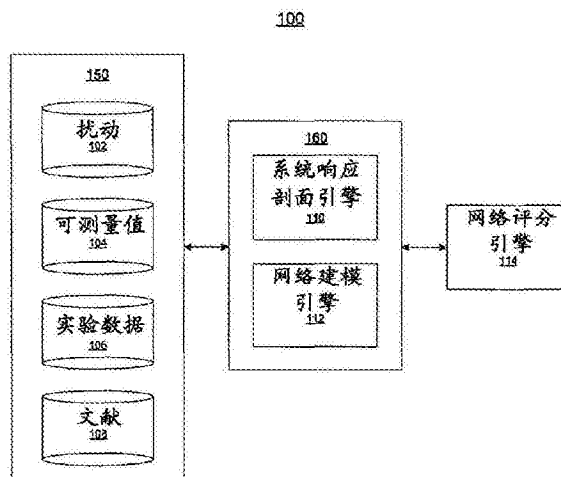 100
150
扰动
102
可测量值
104
实验数据
106
文献
108
160
系统响应
剖面引擎
110
网络建模
引擎
112
网络评分
引擎
114